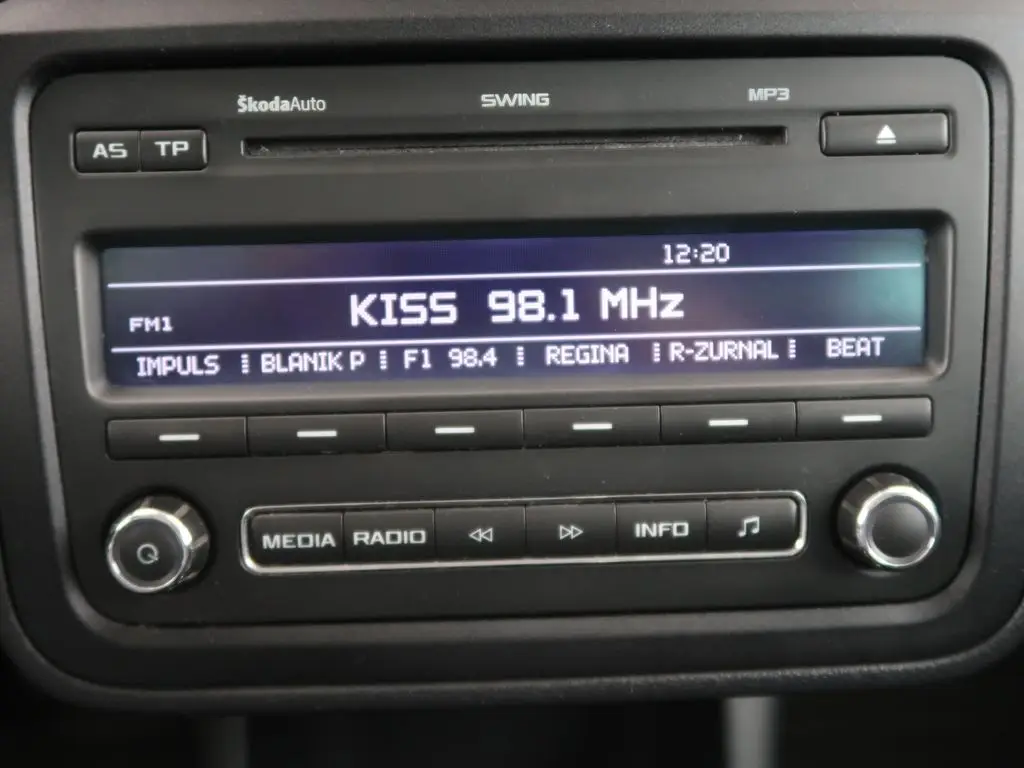 ŠkodaAuto SWING MP3
AS TP
12:20
FM1 KISS 98.1 MHz
IMPULS BLANIK P F1 98.4 REGINA R-ZURNAL BEAT
MEDIA RADIO INFO